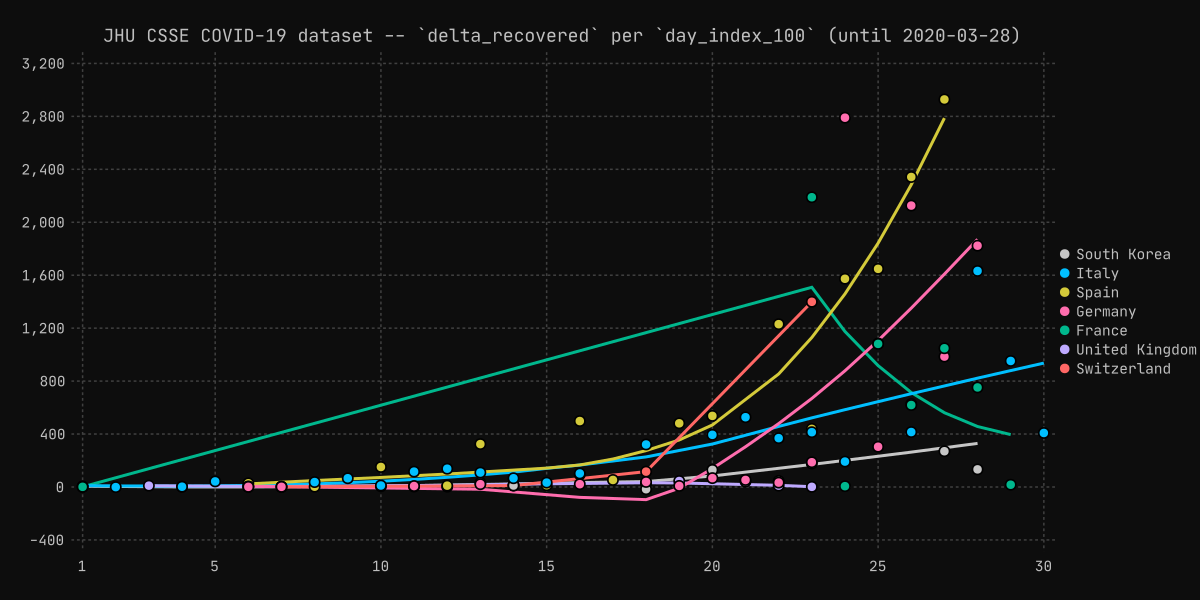 JHU CSSE COVID-19 dataset -- `delta_recovered` per `day_index_100` (until 2020-03-28)
3,200
2,800
2,400
2,000
1,600
1,200
800
400
0
-400
1 5 10 15 20 25 30
South Korea
Italy
Spain
Germany
France
United Kingdom
Switzerland